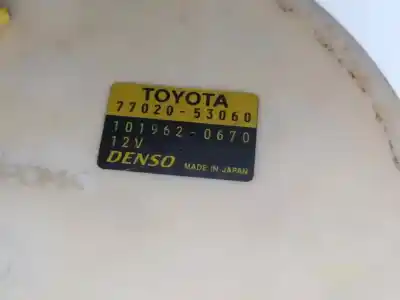 TOYOTA
77020-53060
101962-0670
12V
DENSO MADE IN JAPAN